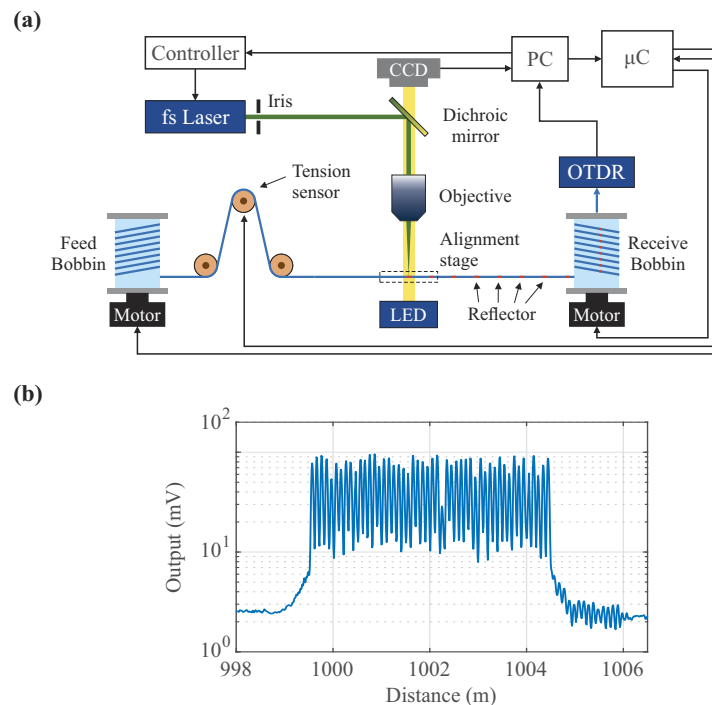 (a)
Controller
CCD
PC
μC
Iris
fs Laser
Dichroic
mirror
Tension
sensor
OTDR
Objective
Feed
Bobbin
Alignment
stage
Receive
Bobbin
Motor
LED
Reflector
Motor
(b)
10²
10¹
10⁰
Output (mV)
998
1000
1002
1004
1006
Distance (m)